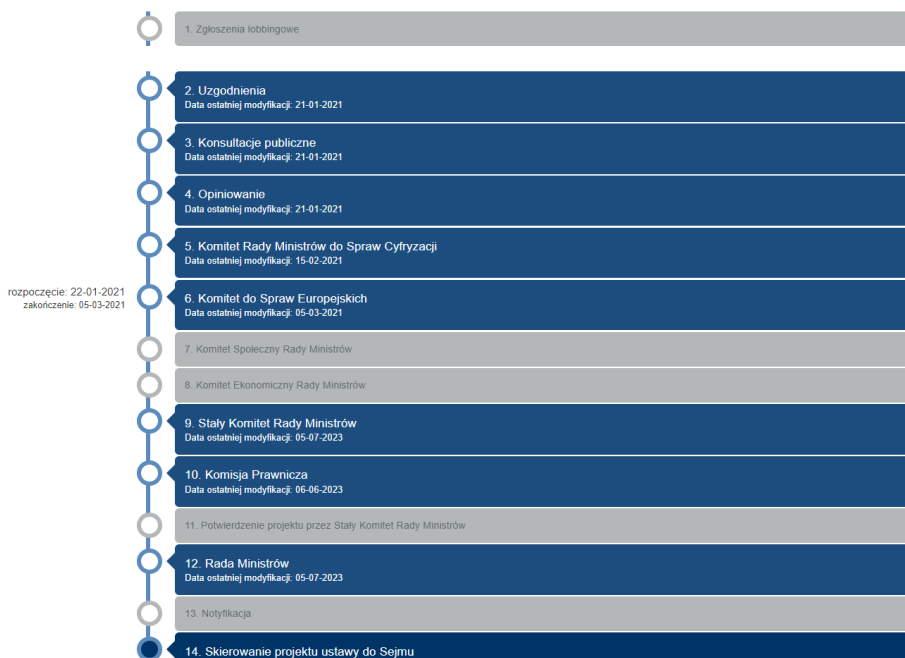 1. Zgłoszenia lobbingowe
2. Uzgodnienia
Data ostatniej modyfikacji: 21-01-2021
3. Konsultacje publiczne
Data ostatniej modyfikacji: 21-01-2021
4. Opiniowanie
Data ostatniej modyfikacji: 21-01-2021
5. Komitet Rady Ministrów do Spraw Cyfryzacji
Data ostatniej modyfikacji: 15-02-2021
rozpoczęcie: 22-01-2021
zakończenie: 05-03-2021
6. Komitet do Spraw Europejskich
Data ostatniej modyfikacji: 05-03-2021
7. Komitet Społeczny Rady Ministrów
8. Komitet Ekonomiczny Rady Ministrów
9. Stały Komitet Rady Ministrów
Data ostatniej modyfikacji: 05-07-2023
10. Komisja Prawnicza
Data ostatniej modyfikacji: 06-06-2023
11. Potwierdzenie projektu przez Stały Komitet Rady Ministrów
12. Rada Ministrów
Data ostatniej modyfikacji: 05-07-2023
13. Notyfikacja
14. Skierowanie projektu ustawy do Sejmu